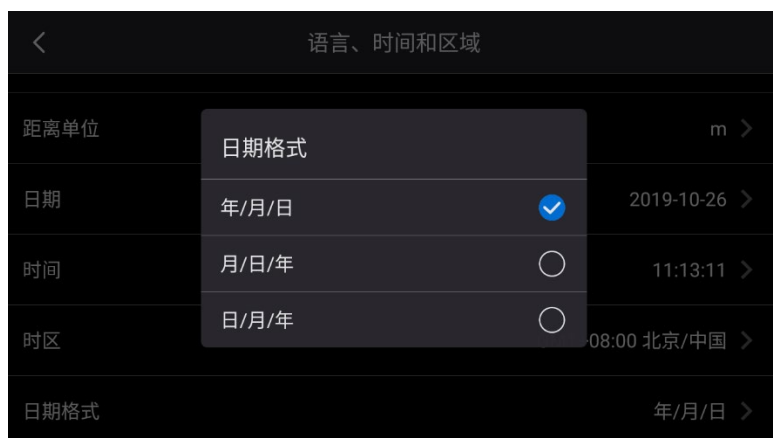 语言、时间和区域
距离单位 m
日期格式
年/月/日
月/日/年
日/月/年
日期 2019-10-26
时间 11:13:11
时区 08:00 北京/中国
日期格式 年/月/日